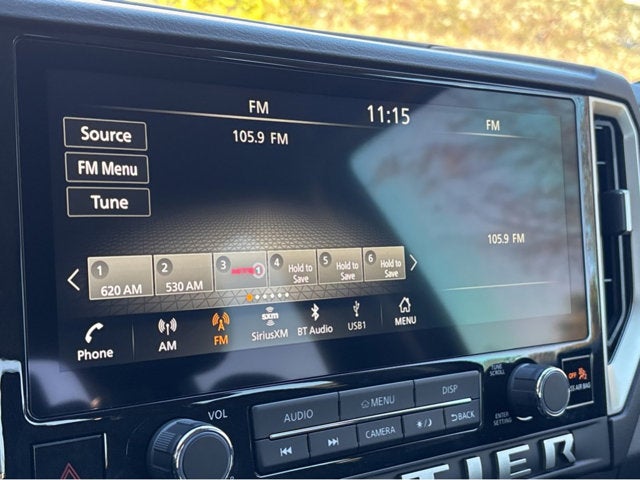 FM
11:15
FM
Source
105.9 FM
FM Menu
Tune
105.9 FM
1 620 AM
2 530 AM
3
4 Hold to Save
5 Hold to Save
6 Hold to Save
Phone
AM
FM
SXM SiriusXM
BT Audio
USB1
MENU
VOL
AUDIO
MENU
DISP
CAMERA
BACK
TUNE SCROLL
ENTER SETTING
OFF
AIR BAG
TIER